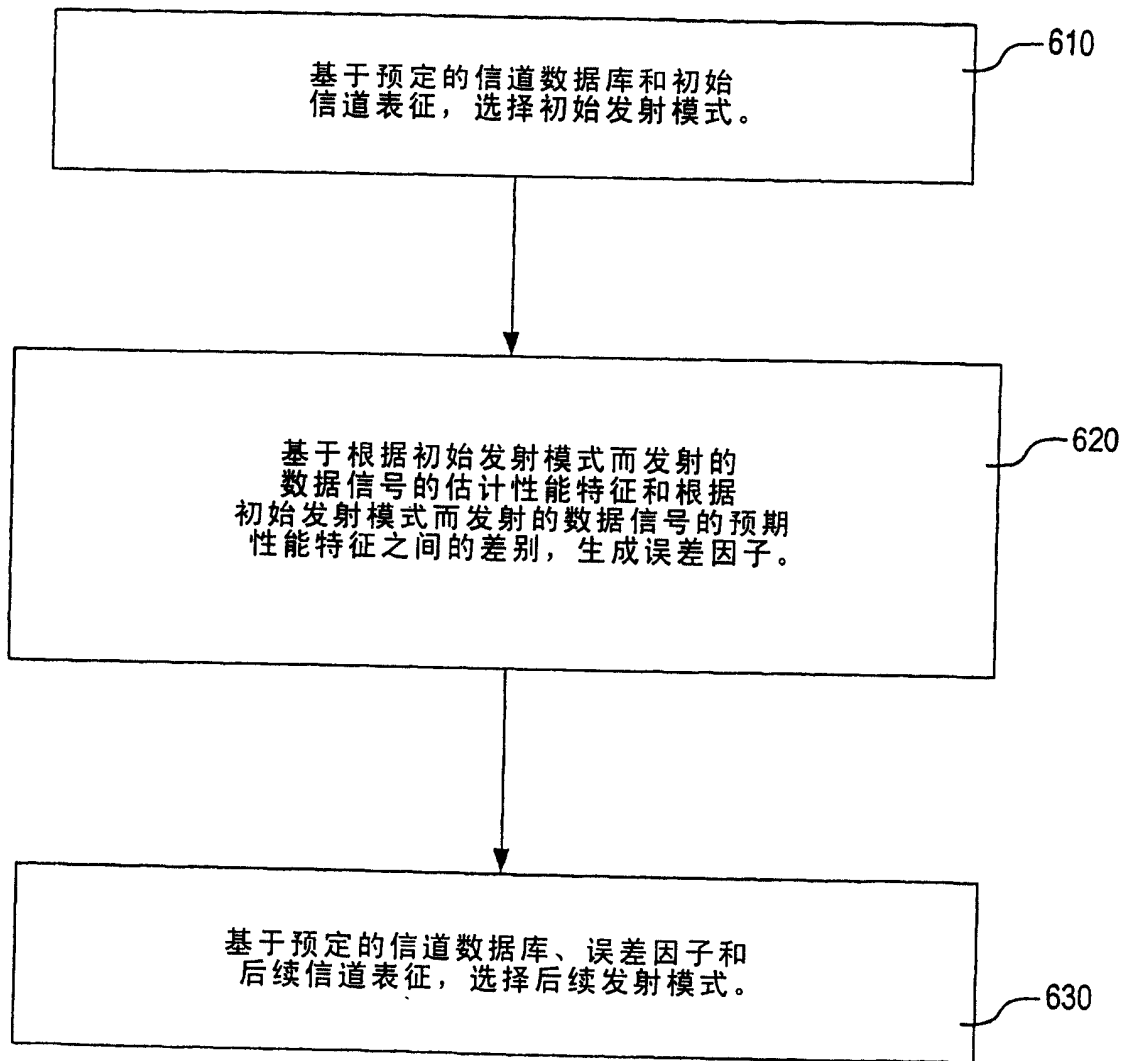 基于预定的信道数据库和初始
信道表征，选择初始发射模式。
610
基于根据初始发射模式而发射的
数据信号的估计性能特征和根据
初始发射模式而发射的数据信号的预期
性能特征之间的差别，生成误差因子。
620
基于预定的信道数据库、误差因子和
后续信道表征，选择后续发射模式。
630